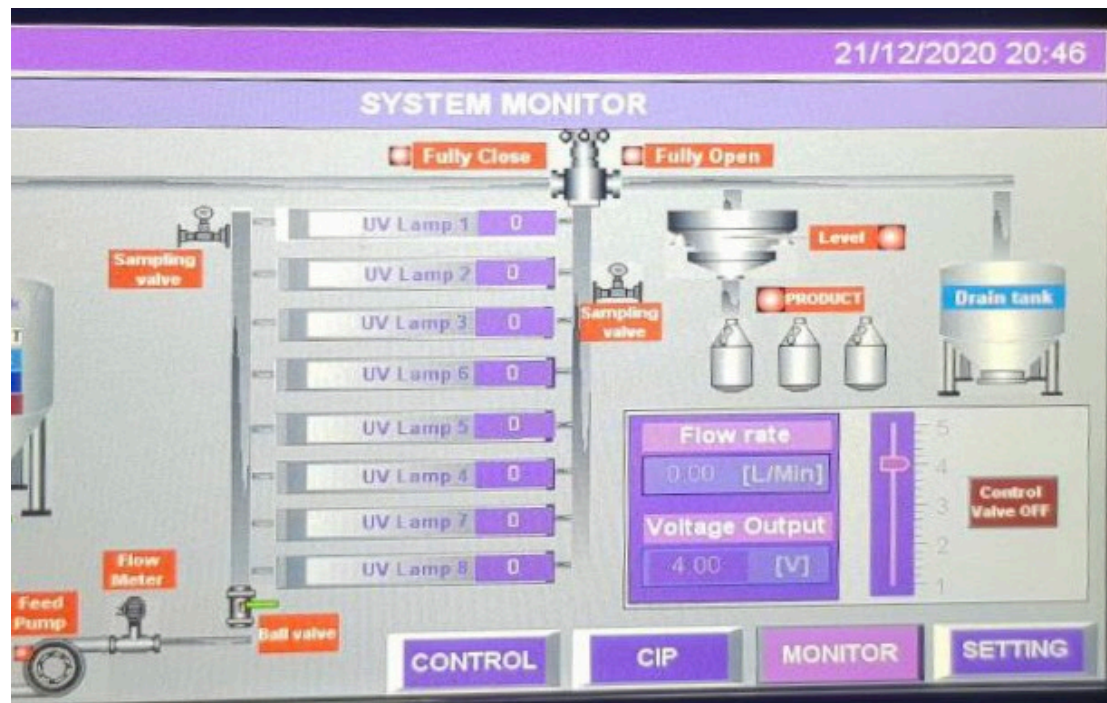 21/12/2020 20:46
SYSTEM MONITOR
Fully Close
Fully Open
UV Lamp 1 0
Level
Sampling
valve
UV Lamp 2 0
PRODUCT
Drain tank
UV Lamp 3 0
Sampling
valve
UV Lamp 6 0
UV Lamp 5 0
Flow rate
5
UV Lamp 4 0
0.00 [L/Min]
4
Control
Valve OFF
3
UV Lamp 7 0
Voltage Output
2
Flow
Meter
UV Lamp 8 0
4.00 [V]
1
Feed
Pump
Ball valve
CONTROL
CIP
MONITOR
SETTING